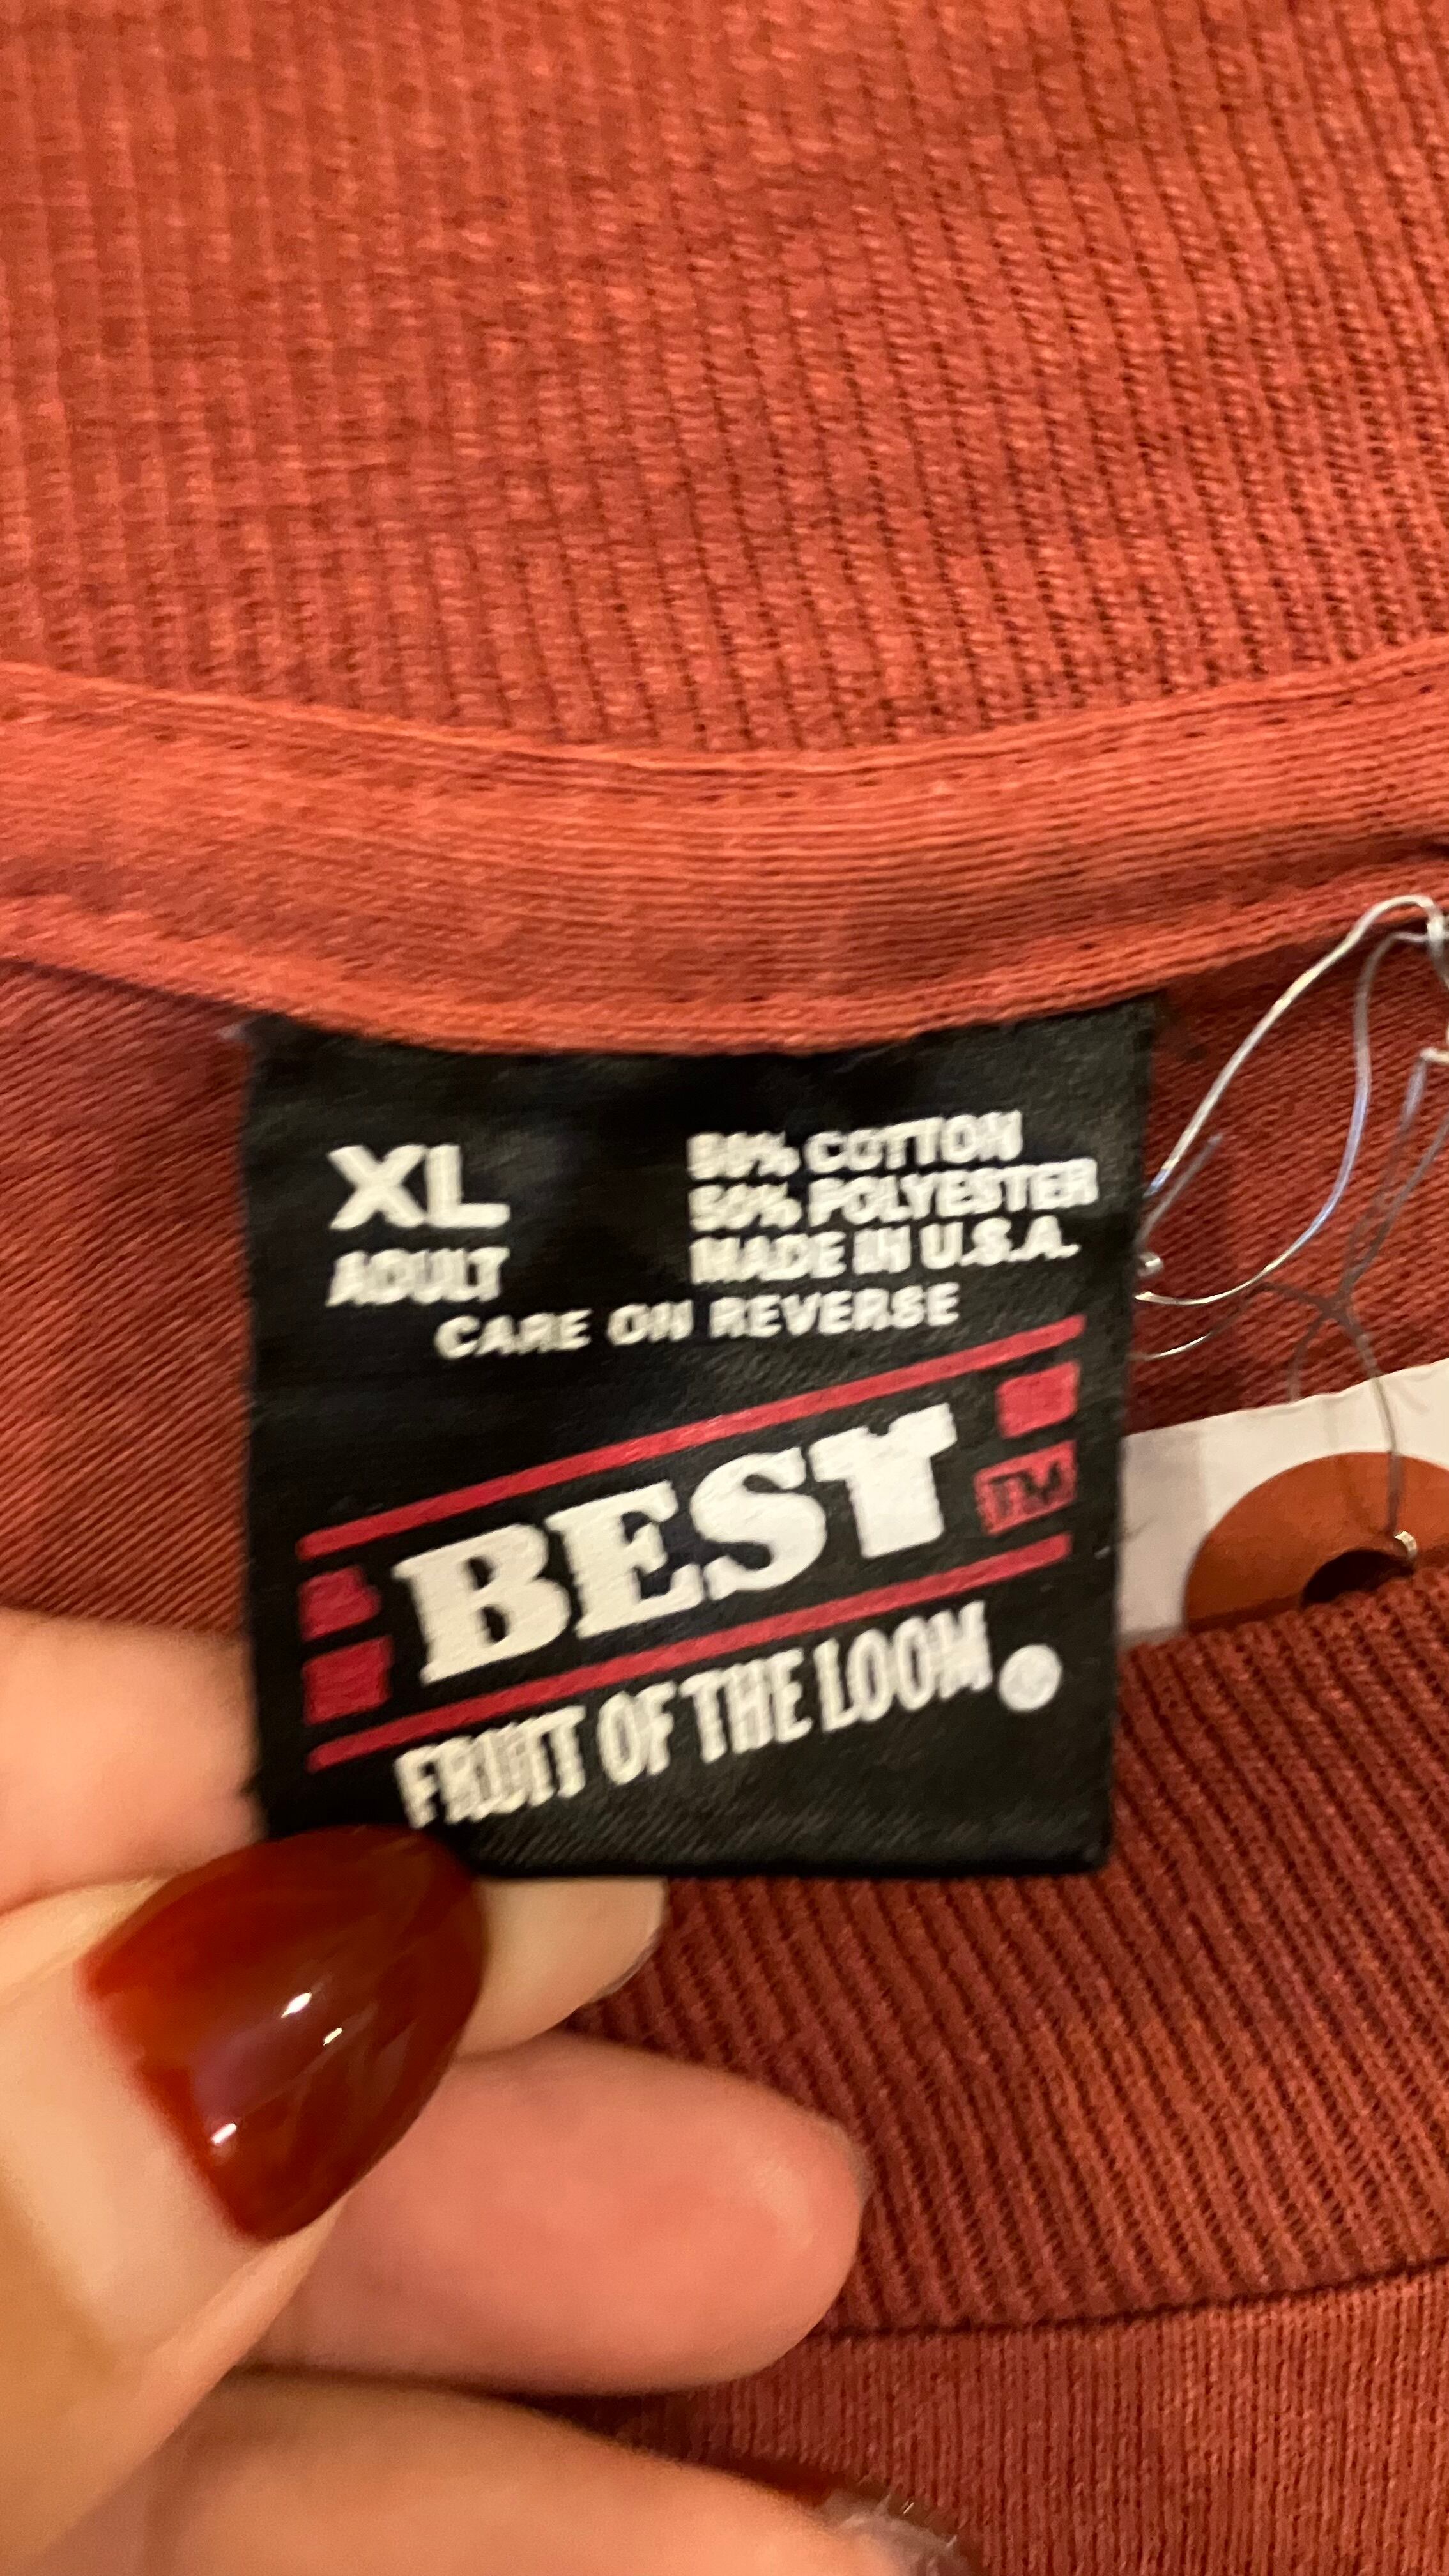 XL
ADULT
50% COTTON
50% POLYESTER
MADE IN U.S.A.
CARE ON REVERSE
BEST
TM
FRUIT OF THE LOOM